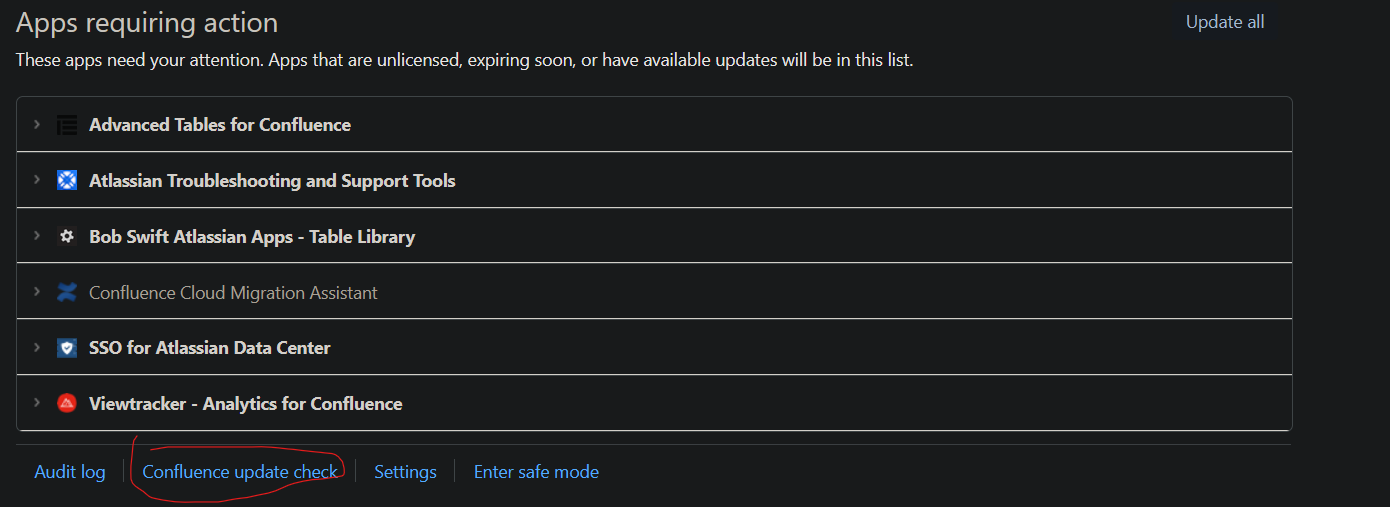 Apps requiring action
Update all
These apps need your attention. Apps that are unlicensed, expiring soon, or have available updates will be in this list.
Advanced Tables for Confluence
Atlassian Troubleshooting and Support Tools
Bob Swift Atlassian Apps - Table Library
Confluence Cloud Migration Assistant
SSO for Atlassian Data Center
Viewtracker - Analytics for Confluence
Audit log
Confluence update check
Settings
Enter safe mode